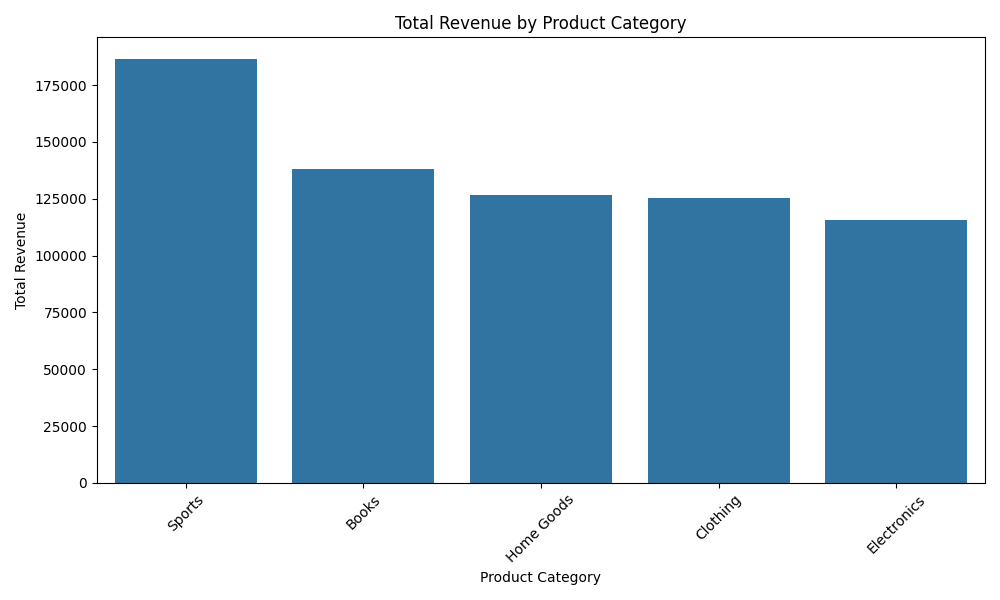 Total Revenue by Product Category
Total Revenue
175000
150000
125000
100000
75000
50000
25000
0
Sports
Books
Home Goods
Clothing
Electronics
Product Category